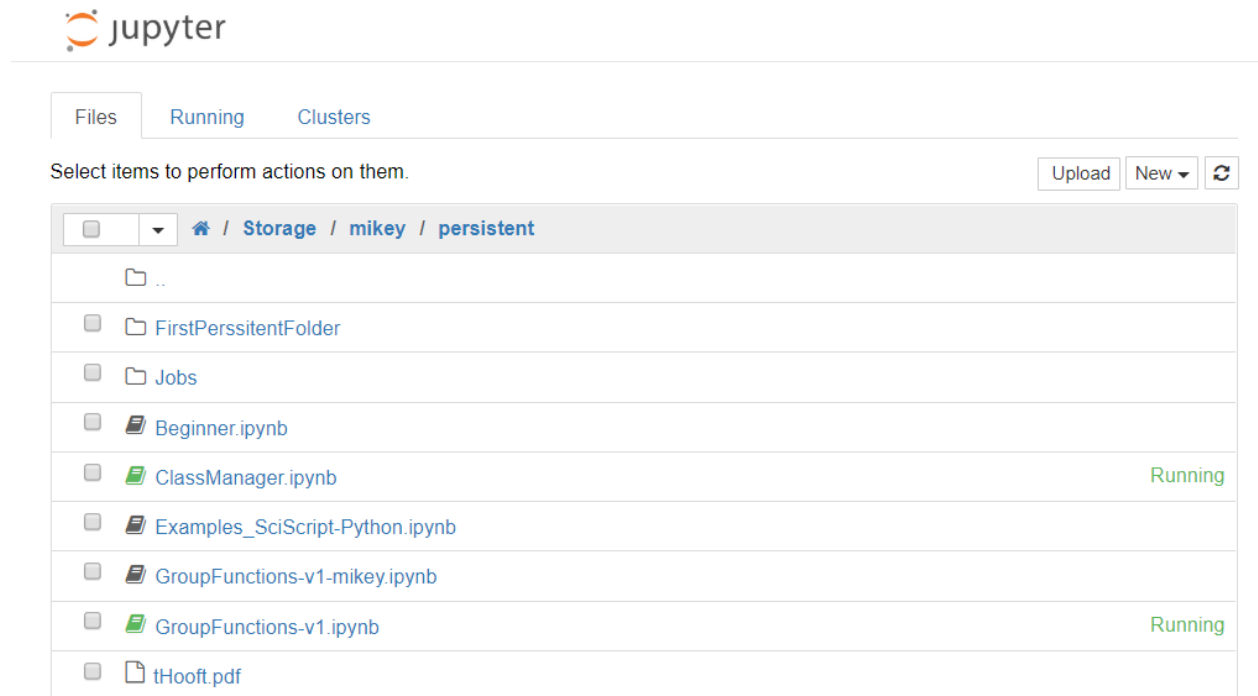 jupyter
Files Running Clusters
Select items to perform actions on them.
Upload New
/ Storage / mikey / persistent
..
FirstPerssitentFolder
Jobs
Beginner.ipynb
ClassManager.ipynb Running
Examples_SciScript-Python.ipynb
GroupFunctions-v1-mikey.ipynb
GroupFunctions-v1.ipynb Running
tHooft.pdf